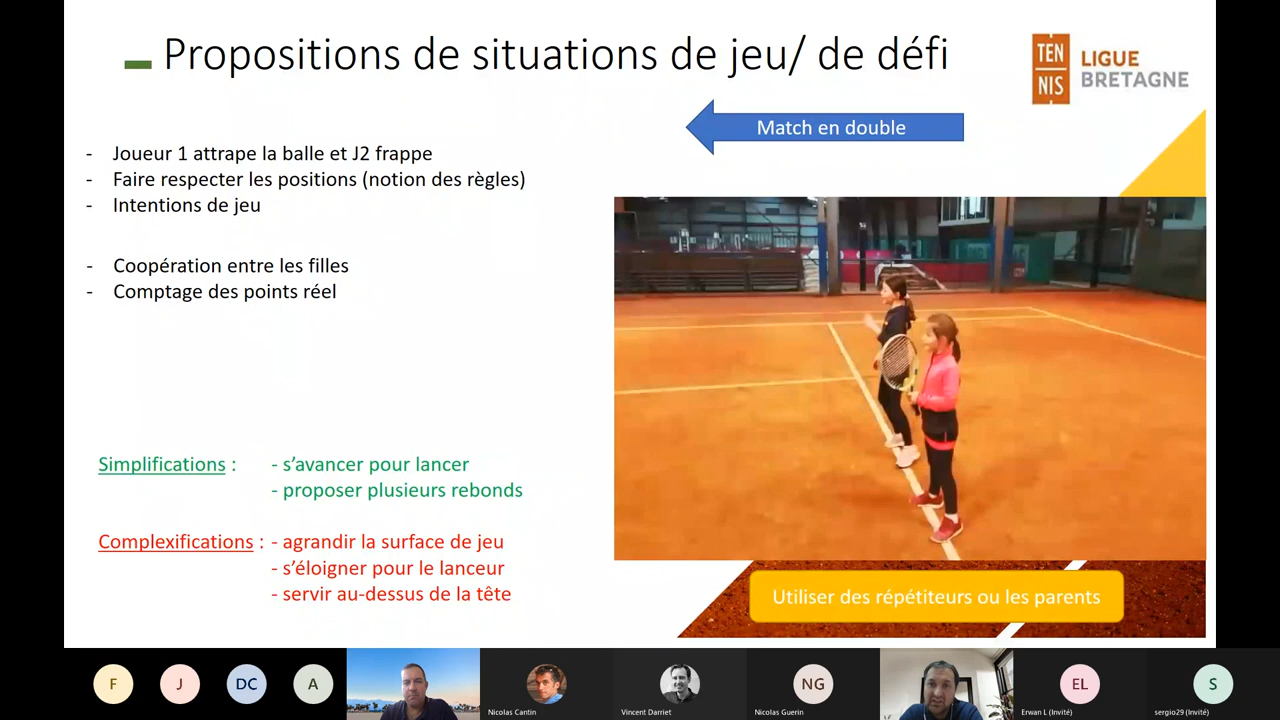 Propositions de situations de jeu/ de défi
TEN
NIS
LIGUE
BRETAGNE
Match en double
- Joueur 1 attrape la balle et J2 frappe
- Faire respecter les positions (notion des règles)
- Intentions de jeu
- Coopération entre les filles
- Comptage des points réel
Simplifications : - s’avancer pour lancer
- proposer plusieurs rebonds
Complexifications : - agrandir la surface de jeu
- s’éloigner pour le lanceur
- servir au-dessus de la tête
Utiliser des répétiteurs ou les parents
F
J
DC
A
Nicolas Cantin
Vincent Darriet
NG
Nicolas Guerin
EL
Erwan L (Invité)
S
sergio29 (Invité)